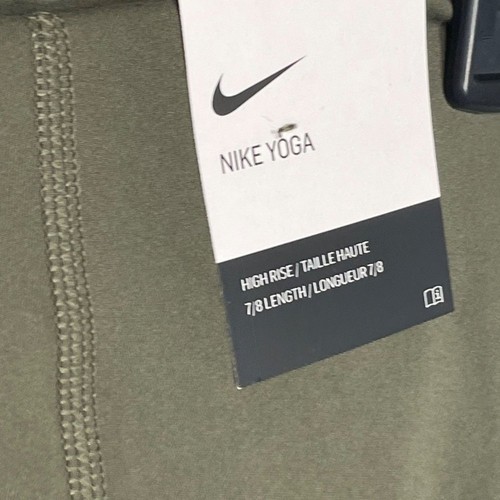 NIKE YOGA
HIGH RISE / TAILLE HAUTE
7/8 LENGTH / LONGUEUR 7/8